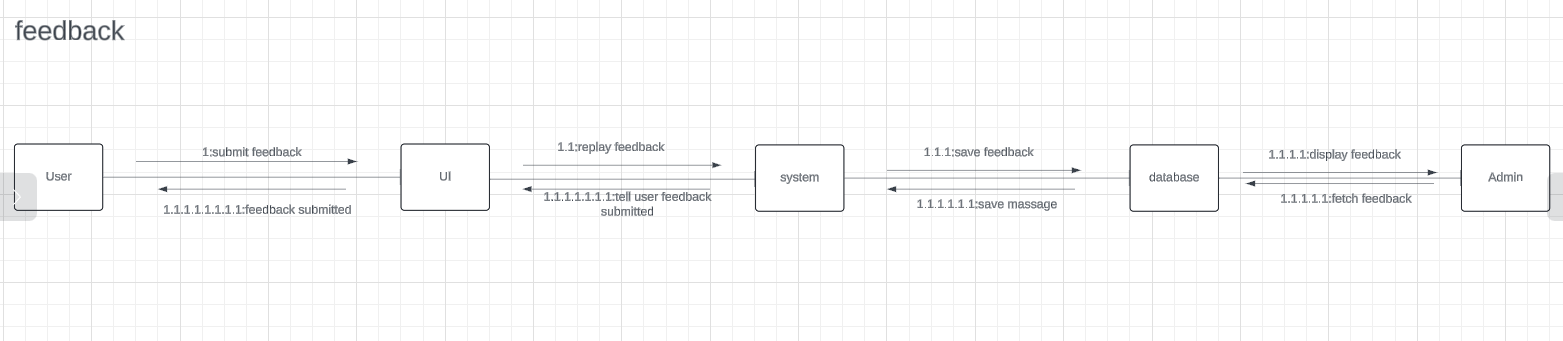 feedback
1:submit feedback
1.1:replay feedback
1.1.1:save feedback
1.1.1.1:display feedback
User
UI
system
database
Admin
1.1.1.1.1.1.1.1:feedback submitted
1.1.1.1.1.1.1:tell user feedback
submitted
1.1.1.1.1.1:save massage
1.1.1.1.1:fetch feedback